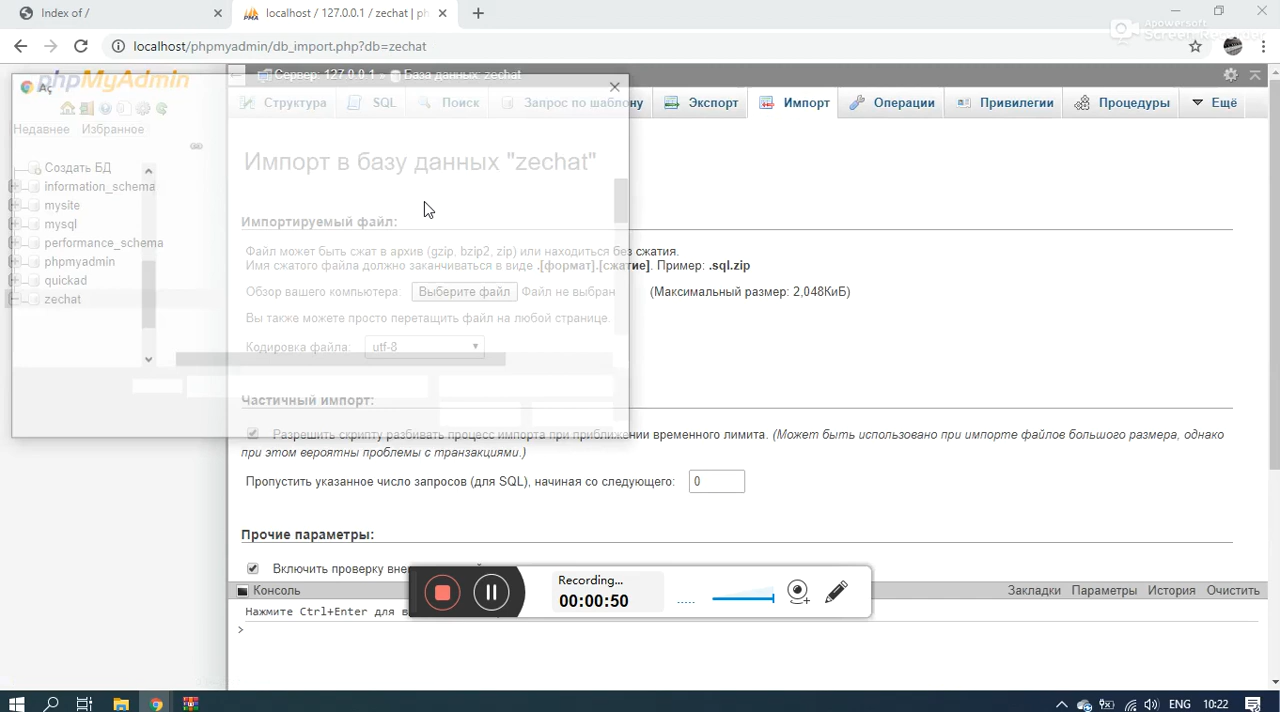 Index of /
localhost / 127.0.0.1 / zechat | ph
localhost/phpmyadmin/db_import.php?db=zechat
Apowersoft
Screen Recorder
phpMyAdmin
Недавнее Избранное
Создать БД
information_schema
mysite
mysql
performance_schema
phpmyadmin
quickad
zechat
Aç
Сервер: 127.0.0.1 » База данных: zechat
Структура SQL Поиск Запрос по шаблону Экспорт Импорт Операции Привилегии Процедуры Ещё
Импорт в базу данных "zechat"
Импортируемый файл:
Файл может быть сжат в архив (gzip, bzip2, zip) или находиться без сжатия.
Имя сжатого файла должно заканчиваться в виде .[формат].[сжатие]. Пример: .sql.zip
Обзор вашего компьютера: Выберите файл Файл не выбран (Максимальный размер: 2,048КиБ)
Вы также можете просто перетащить файл на любой странице.
Кодировка файла: utf-8
Частичный импорт:
Разрешить скрипту разбивать процесс импорта при приближении временного лимита. (Может быть использовано при импорте файлов большого размера, однако
при этом вероятны проблемы с транзакциями.)
Пропустить указанное число запросов (для SQL), начиная со следующего: 0
Прочие параметры:
Включить проверку
Консоль Закладки Параметры История Очистить
Нажмите Ctrl+Enter для
>
Recording...
00:00:50
ENG 10:22